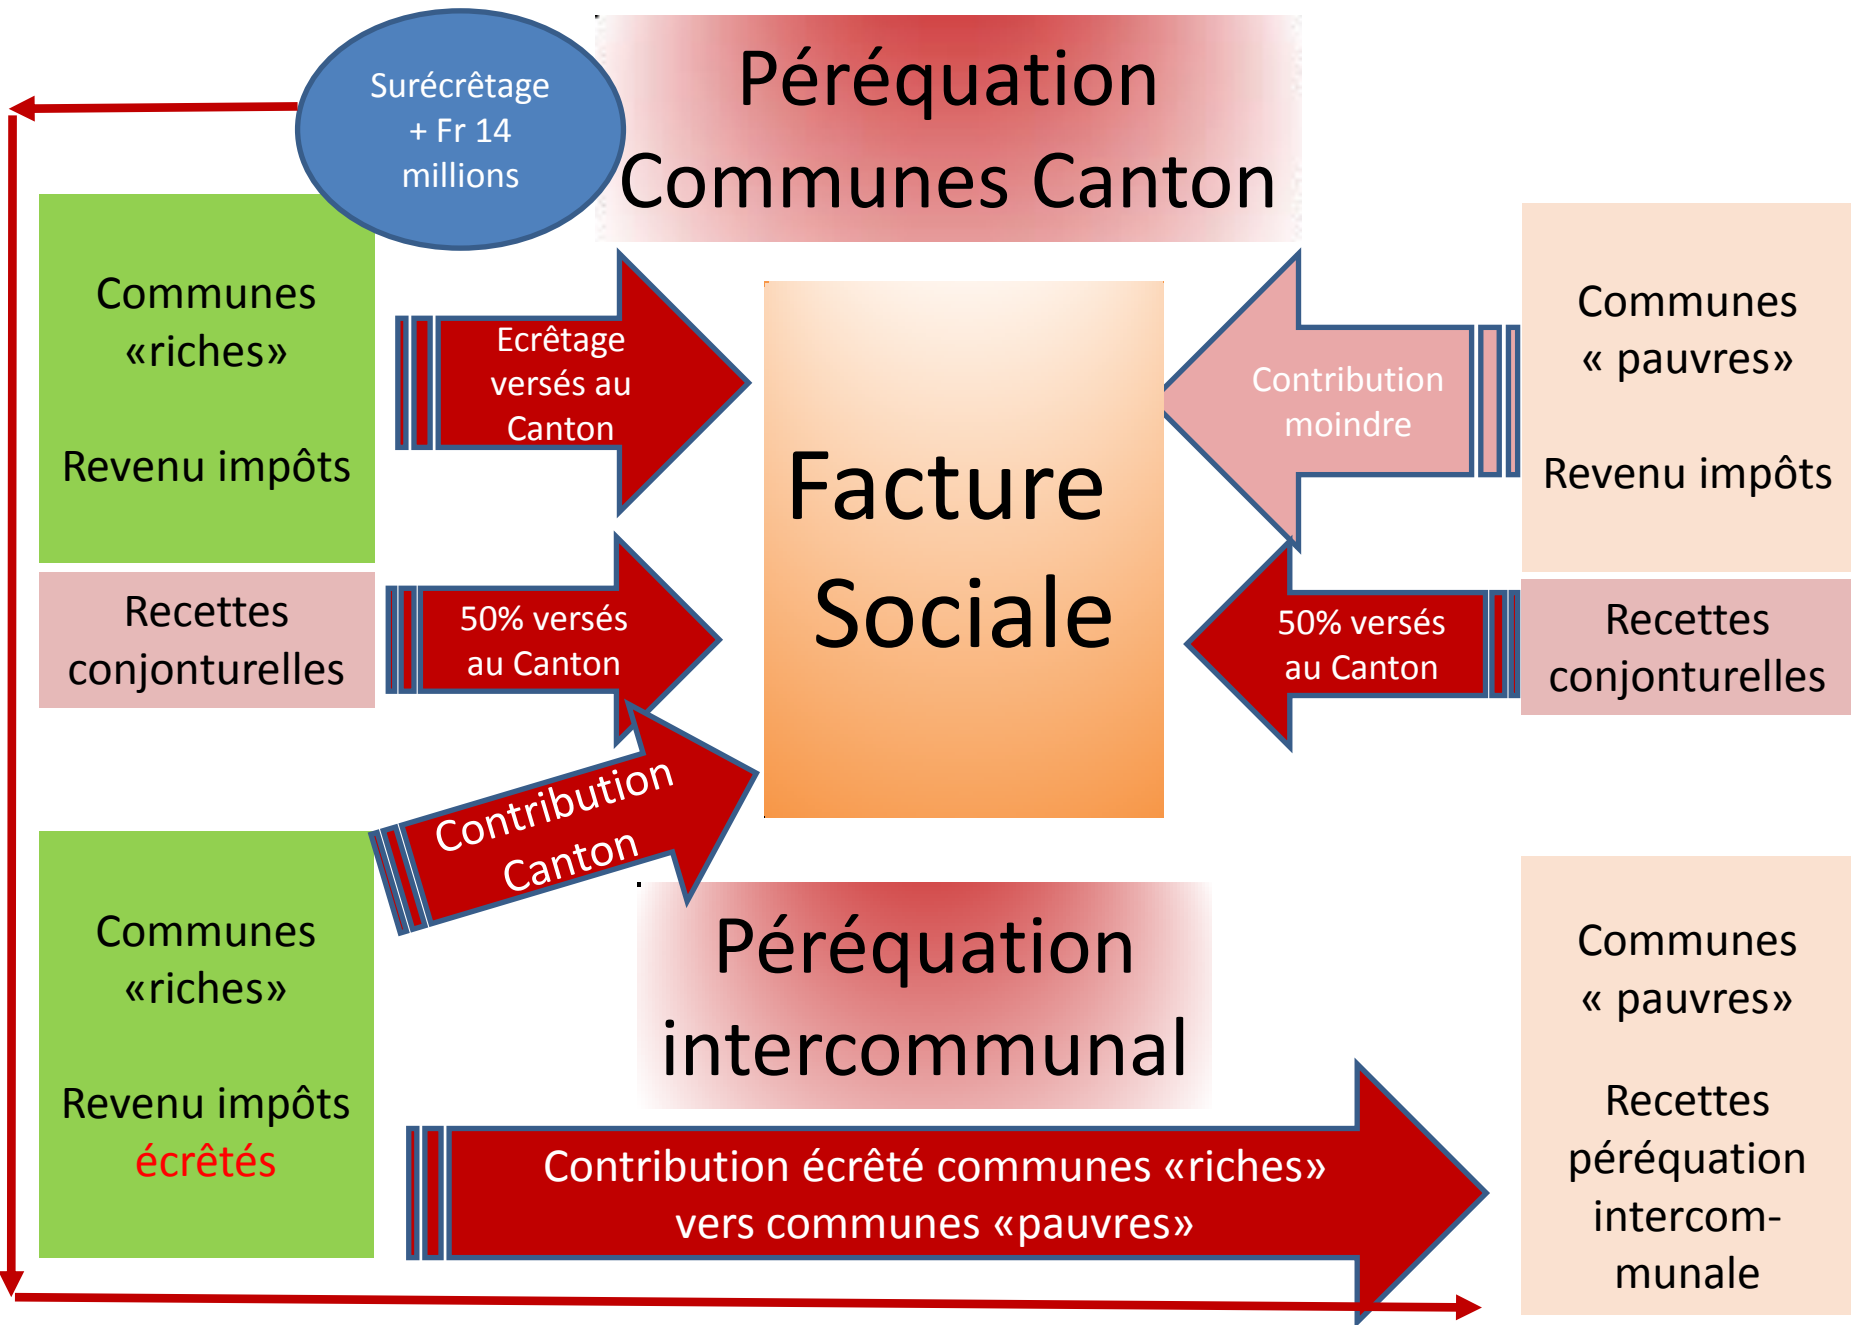 Surécrêtage
+ Fr 14
millions
Péréquation
Communes Canton
Communes
«riches»
Revenu impôts
Ecrêtage
versés au
Canton
Facture
Sociale
Contribution
moindre
Communes
« pauvres»
Revenu impôts
Recettes
conjonturelles
50% versés
au Canton
50% versés
au Canton
Recettes
conjonturelles
Contribution
Canton
Péréquation
intercommunal
Communes
«riches»
Revenu impôts
écrêtés
Contribution écrêté communes «riches»
vers communes «pauvres»
Communes
« pauvres»
Recettes
péréquation
intercom-
munale